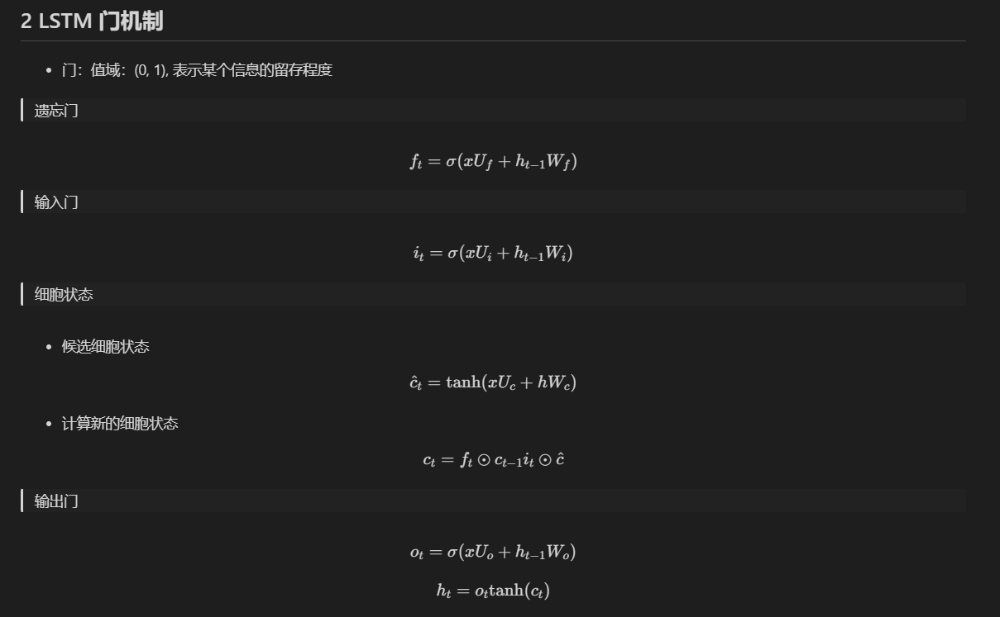 2 LSTM 门机制
• 门：值域：(0, 1), 表示某个信息的留存程度
遗忘门
$f_t = \sigma(xU_f + h_{t-1}W_f)$
输入门
$i_t = \sigma(xU_i + h_{t-1}W_i)$
细胞状态
• 候选细胞状态
$\hat{c}_t = \tanh(xU_c + hW_c)$
• 计算新的细胞状态
$c_t = f_t \odot c_{t-1} i_t \odot \hat{c}$
输出门
$o_t = \sigma(xU_o + h_{t-1}W_o)$
$h_t = o_t \tanh(c_t)$